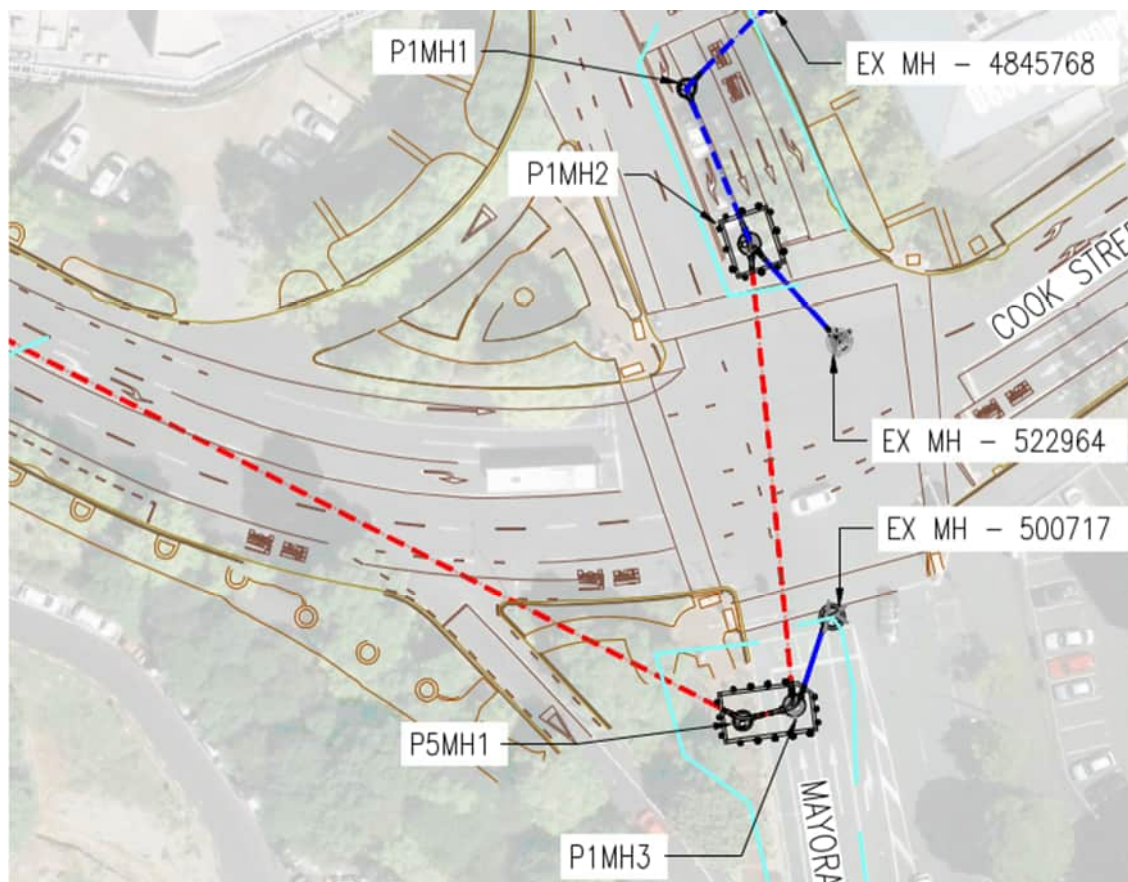 P1MH1
EX MH - 4845768
P1MH2
COOK STRE
EX MH - 522964
EX MH - 500717
P5MH1
MAYORA
P1MH3